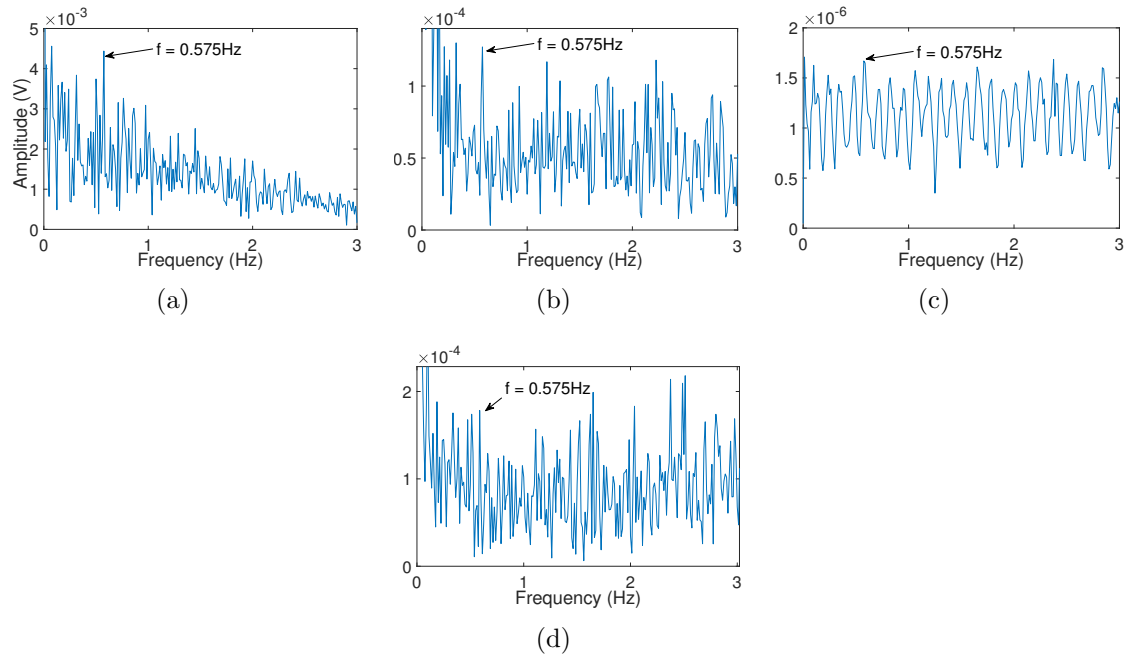 ×10⁻³
5
4
3
2
1
0
0 1 2 3
Amplitude (V)
Frequency (Hz)
f = 0.575Hz
(a)
×10⁻⁴
1
0.5
0
0 1 2 3
Frequency (Hz)
f = 0.575Hz
(b)
×10⁻⁶
2
1.5
1
0.5
0
0 1 2 3
Frequency (Hz)
f = 0.575Hz
(c)
×10⁻⁴
2
1
0
0 1 2 3
Frequency (Hz)
f = 0.575Hz
(d)